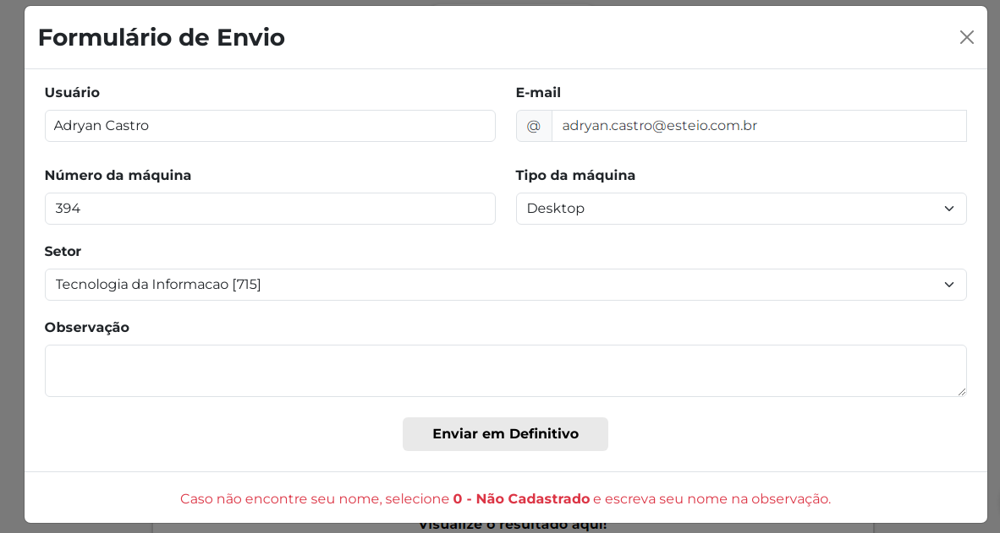 Formulário de Envio
Usuário
E-mail
Adryan Castro
@ adryan.castro@esteio.com.br
Número da máquina
Tipo da máquina
394
Desktop
Setor
Tecnologia da Informacao [715]
Observação
Enviar em Definitivo
Caso não encontre seu nome, selecione 0 - Não Cadastrado e escreva seu nome na observação.
Visualize o resultado aqui!